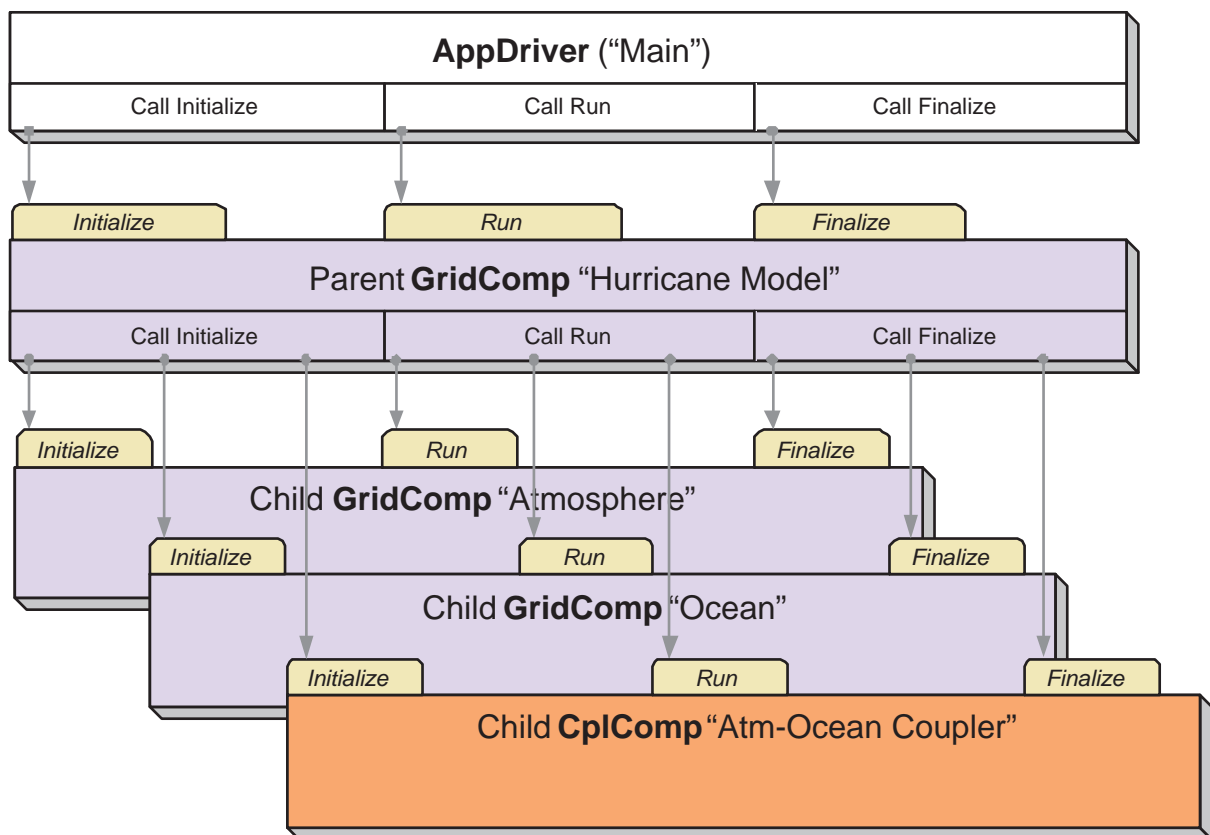 AppDriver (“Main”)
Call Initialize
Call Run
Call Finalize
Initialize
Run
Finalize
Parent GridComp “Hurricane Model”
Call Initialize
Call Run
Call Finalize
Initialize
Run
Finalize
Child GridComp “Atmosphere”
Initialize
Run
Finalize
Child GridComp “Ocean”
Initialize
Run
Finalize
Child CplComp “Atm-Ocean Coupler”